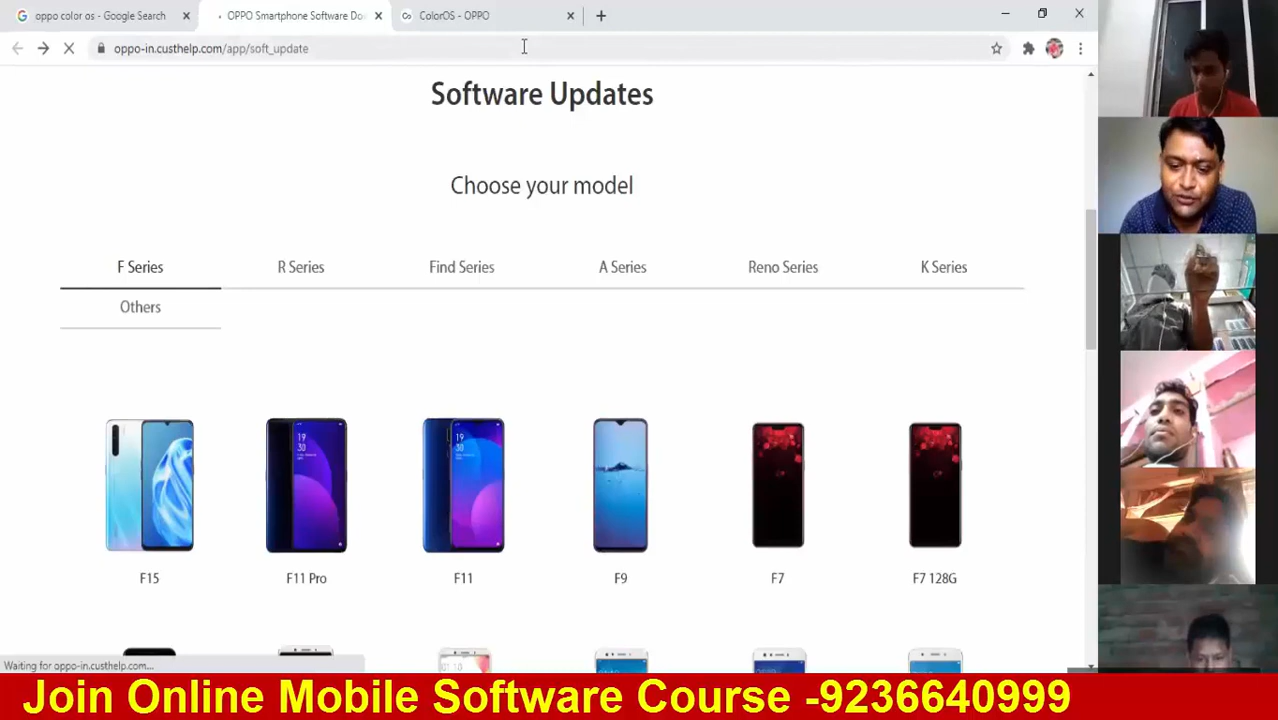 oppo color os - Google Search
OPPO Smartphone Software Do
ColorOS - OPPO
oppo-in.custhelp.com/app/soft_update
Software Updates
Choose your model
F Series
R Series
Find Series
A Series
Reno Series
K Series
Others
F15
F11 Pro
F11
F9
F7
F7 128G
Waiting for oppo-in.custhelp.com...
Join Online Mobile Software Course -9236640999